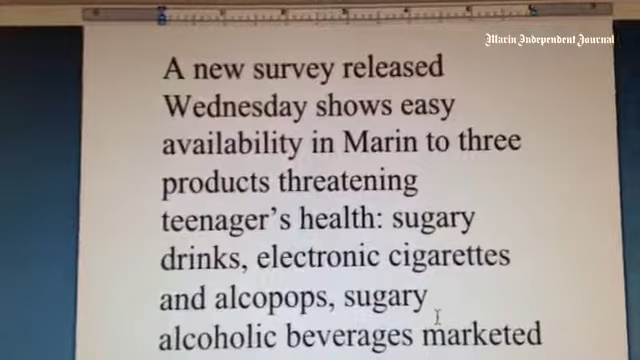 Marin Independent Journal
A new survey released
Wednesday shows easy
availability in Marin to three
products threatening
teenager's health: sugary
drinks, electronic cigarettes
and alcopops, sugary
alcoholic beverages marketed